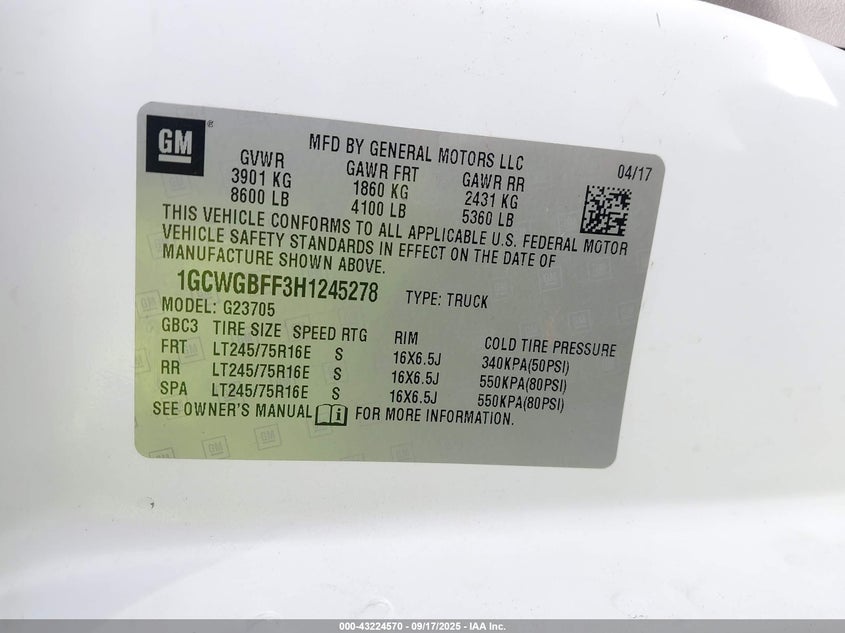 GM®
MFD BY GENERAL MOTORS LLC
04/17
GVWR GAWR FRT GAWR RR
3901 KG 1860 KG 2431 KG
8600 LB 4100 LB 5360 LB
THIS VEHICLE CONFORMS TO ALL APPLICABLE U.S. FEDERAL MOTOR
VEHICLE SAFETY STANDARDS IN EFFECT ON THE DATE OF
MANUFACTURE SHOWN ABOVE.
1GCWGBFF3H1245278 TYPE: TRUCK
MODEL: G23705
GBC3 TIRE SIZE SPEED RTG RIM COLD TIRE PRESSURE
FRT LT245/75R16E S 16X6.5J 340KPA(50PSI)
RR LT245/75R16E S 16X6.5J 550KPA(80PSI)
SPA LT245/75R16E S 16X6.5J 550KPA(80PSI)
SEE OWNER'S MANUAL FOR MORE INFORMATION.
000-43224570 — 09/17/2025 - IAA Inc.